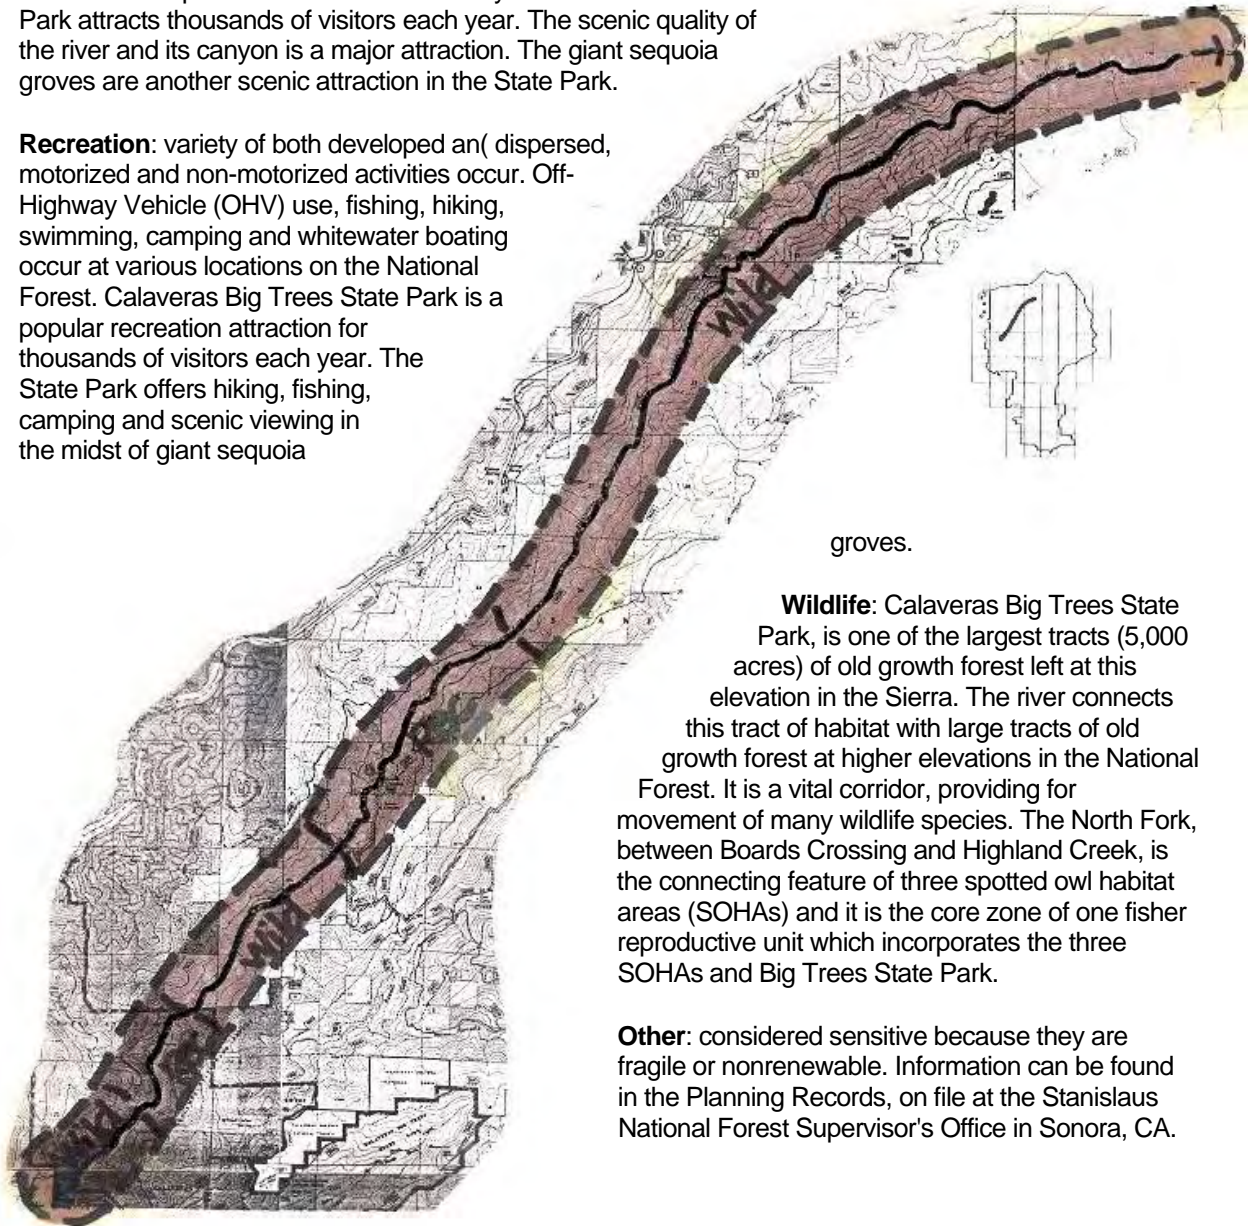 Park attracts thousands of visitors each year. The scenic quality of
the river and its canyon is a major attraction. The giant sequoia
groves are another scenic attraction in the State Park.
Recreation: variety of both developed an( dispersed,
motorized and non-motorized activities occur. Off-
Highway Vehicle (OHV) use, fishing, hiking,
swimming, camping and whitewater boating
occur at various locations on the National
Forest. Calaveras Big Trees State Park is a
popular recreation attraction for
thousands of visitors each year. The
State Park offers hiking, fishing,
camping and scenic viewing in
the midst of giant sequoia
groves.
Wildlife: Calaveras Big Trees State
Park, is one of the largest tracts (5,000
acres) of old growth forest left at this
elevation in the Sierra. The river connects
this tract of habitat with large tracts of old
growth forest at higher elevations in the National
Forest. It is a vital corridor, providing for
movement of many wildlife species. The North Fork,
between Boards Crossing and Highland Creek, is
the connecting feature of three spotted owl habitat
areas (SOHAs) and it is the core zone of one fisher
reproductive unit which incorporates the three
SOHAs and Big Trees State Park.
Other: considered sensitive because they are
fragile or nonrenewable. Information can be found
in the Planning Records, on file at the Stanislaus
National Forest Supervisor's Office in Sonora, CA.
Wild
Rec
Wild
Rec
Wild